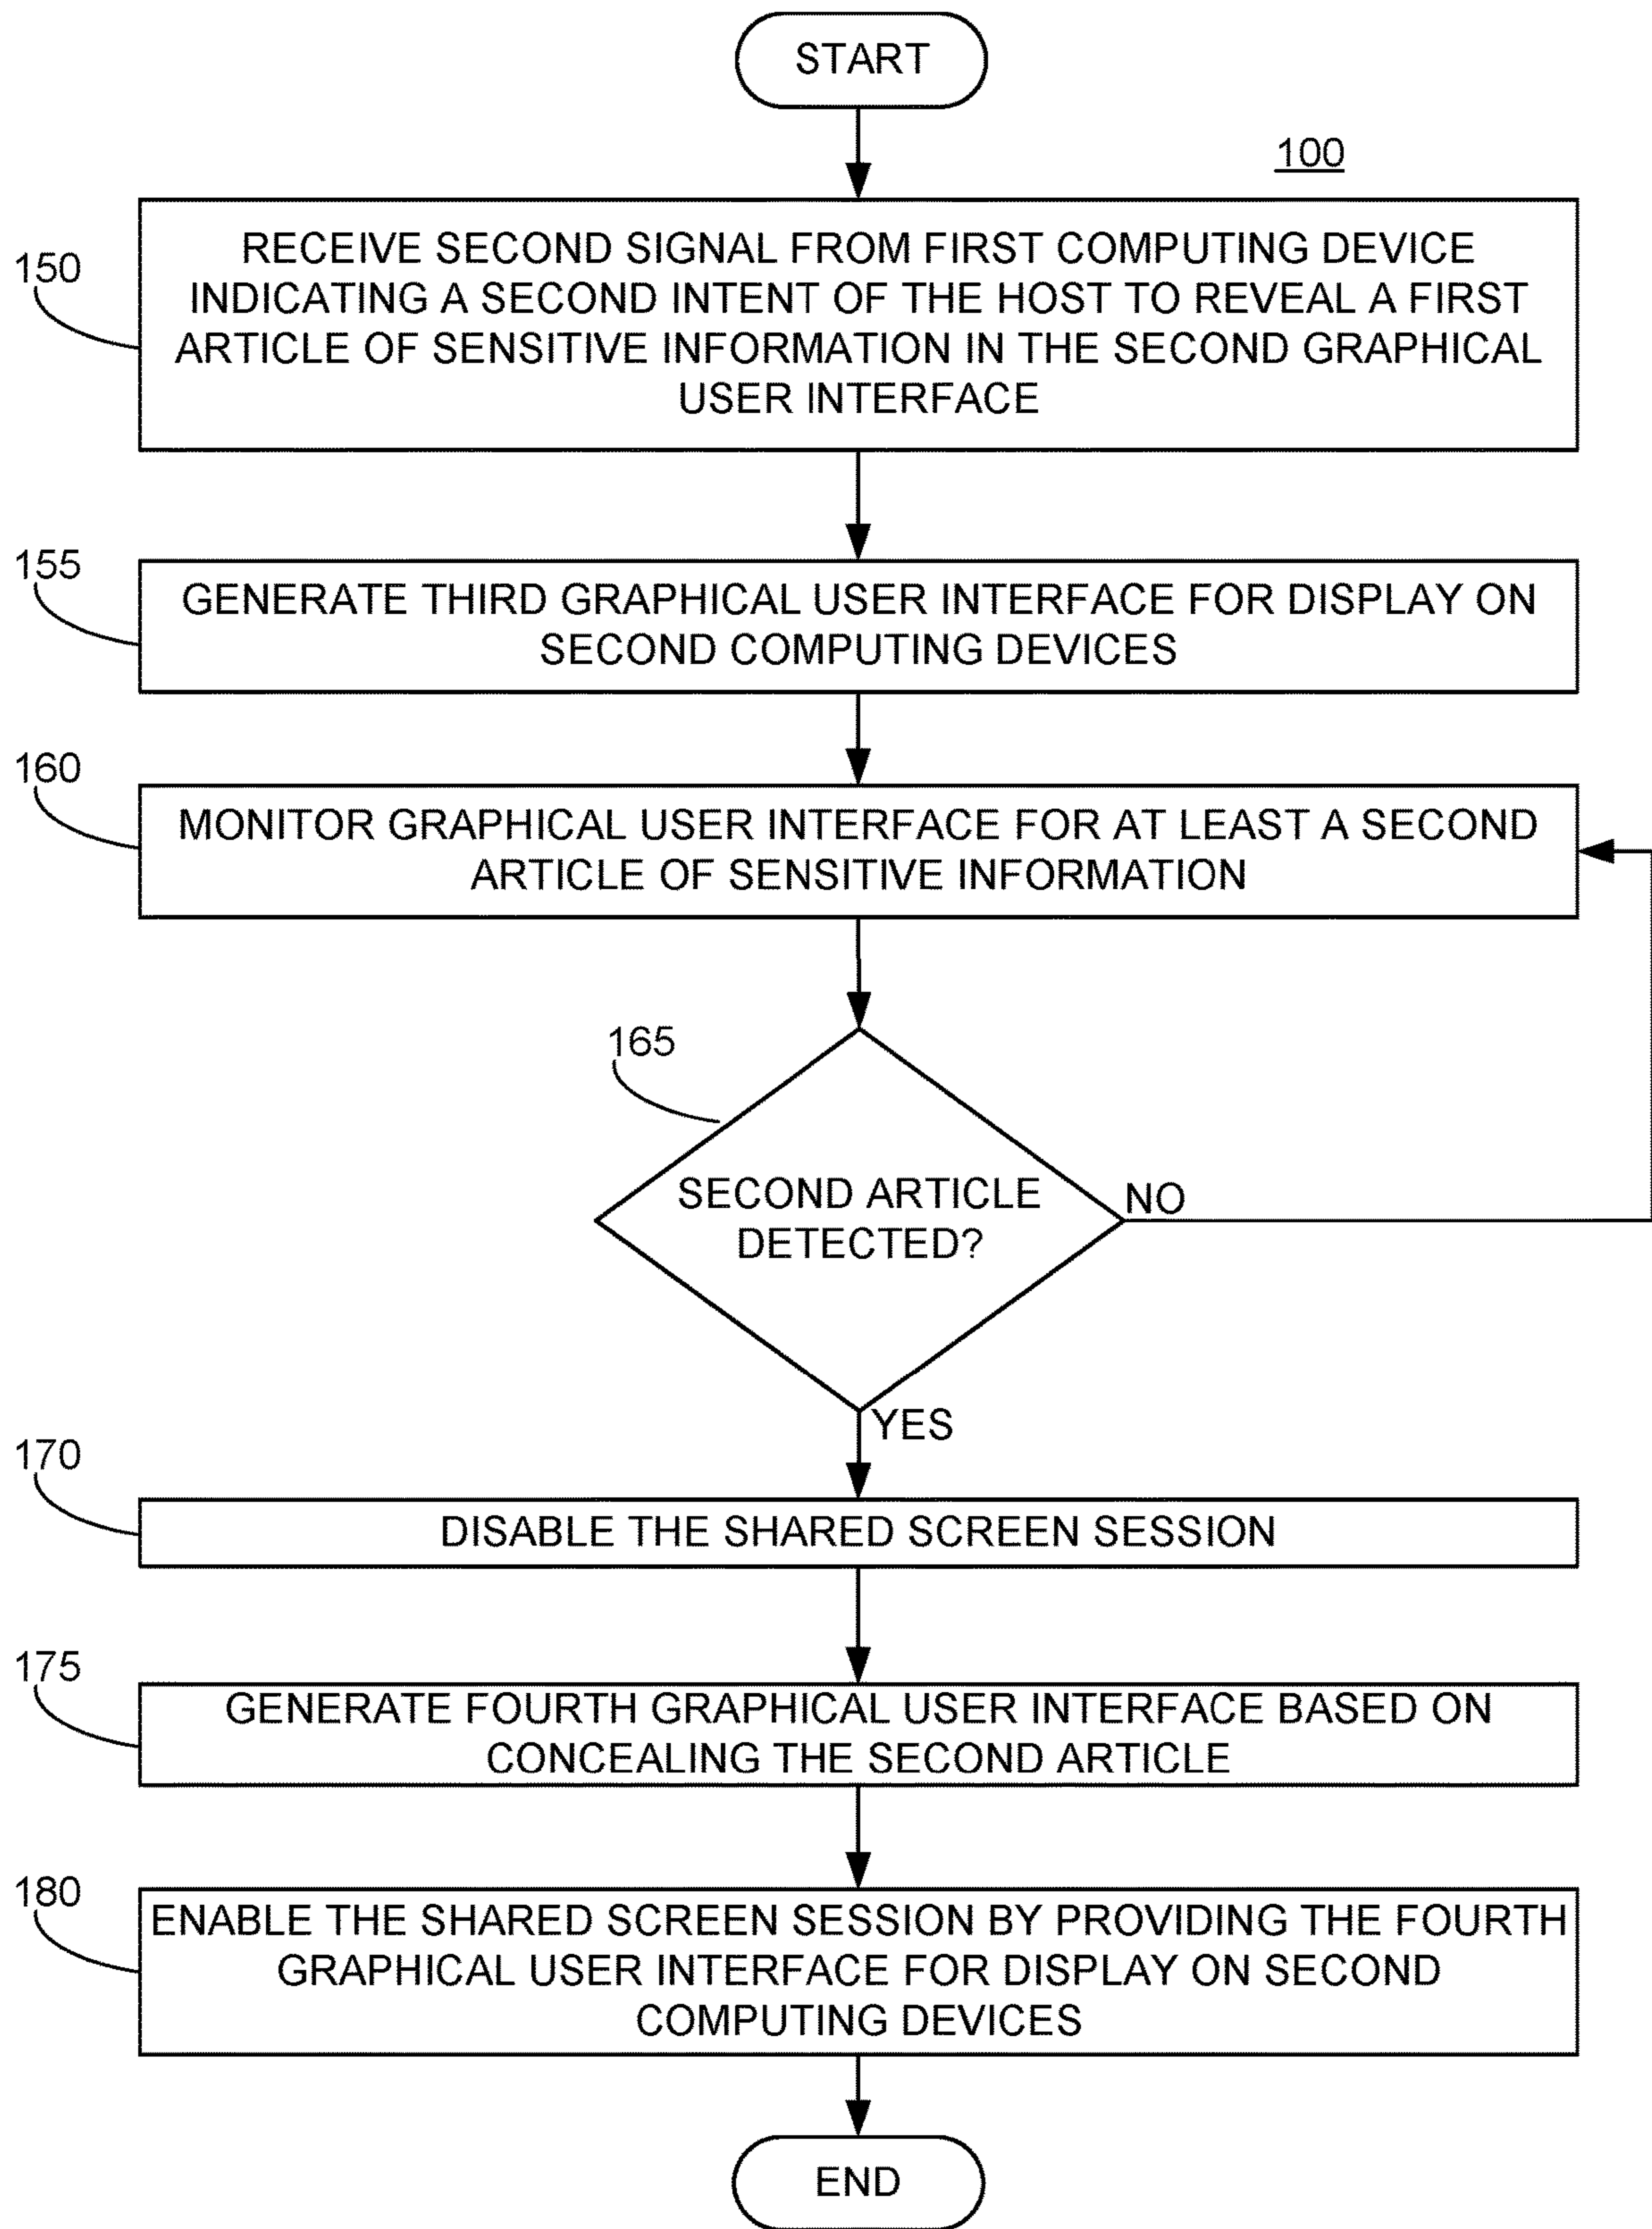 START
100
150
RECEIVE SECOND SIGNAL FROM FIRST COMPUTING DEVICE
INDICATING A SECOND INTENT OF THE HOST TO REVEAL A FIRST
ARTICLE OF SENSITIVE INFORMATION IN THE SECOND GRAPHICAL
USER INTERFACE
155
GENERATE THIRD GRAPHICAL USER INTERFACE FOR DISPLAY ON
SECOND COMPUTING DEVICES
160
MONITOR GRAPHICAL USER INTERFACE FOR AT LEAST A SECOND
ARTICLE OF SENSITIVE INFORMATION
165
SECOND ARTICLE
DETECTED?
NO
YES
170
DISABLE THE SHARED SCREEN SESSION
175
GENERATE FOURTH GRAPHICAL USER INTERFACE BASED ON
CONCEALING THE SECOND ARTICLE
180
ENABLE THE SHARED SCREEN SESSION BY PROVIDING THE FOURTH
GRAPHICAL USER INTERFACE FOR DISPLAY ON SECOND
COMPUTING DEVICES
END